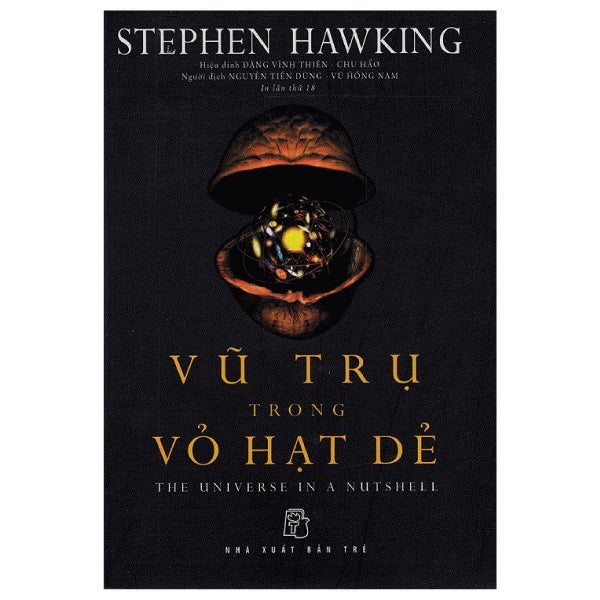 STEPHEN HAWKING
Hiệu đính ĐẶNG VĨNH THIÊN - CHU HẢO
Người dịch NGUYỄN TIẾN DŨNG - VŨ HỒNG NAM
In lần thứ 18
VŨ TRỤ
TRONG
VỎ HẠT DẺ
THE UNIVERSE IN A NUTSHELL
NHÀ XUẤT BẢN TRẺ